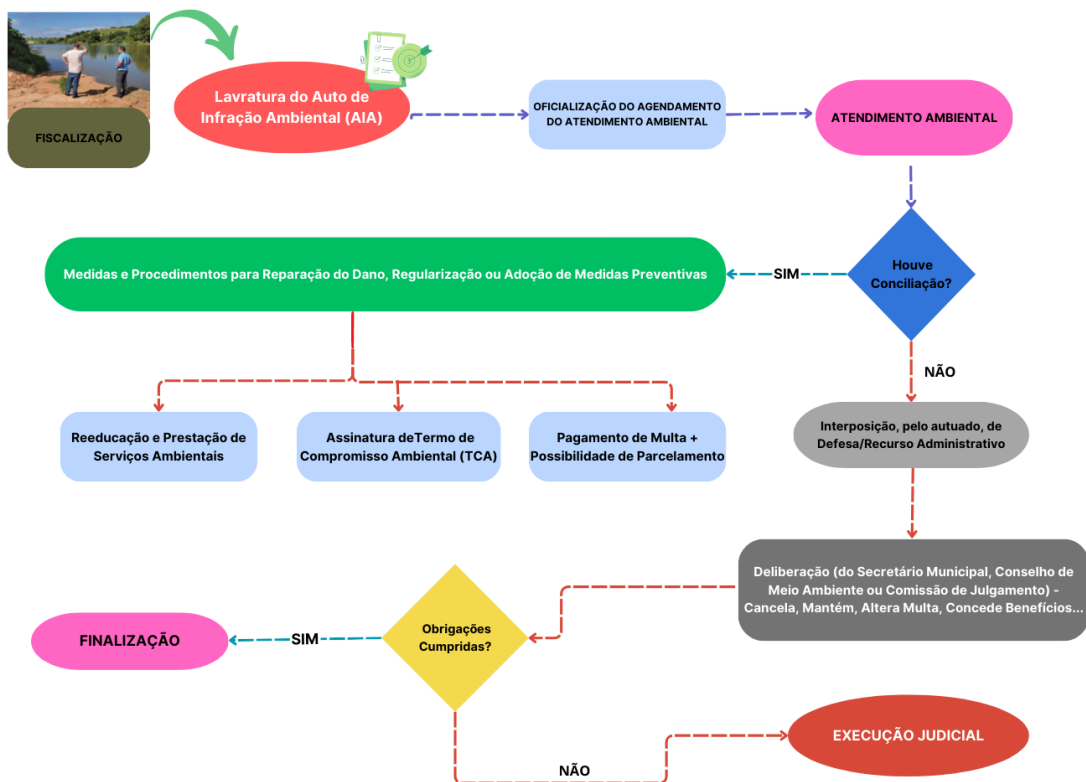 FISCALIZAÇÃO
Lavratura do Auto de
Infração Ambiental (AIA)
OFICIALIZAÇÃO DO AGENDAMENTO
DO ATENDIMENTO AMBIENTAL
ATENDIMENTO AMBIENTAL
Houve
Conciliação?
SIM
Medidas e Procedimentos para Reparação do Dano, Regularização ou Adoção de Medidas Preventivas
NÃO
Reeducação e Prestação de
Serviços Ambientais
Assinatura deTermo de
Compromisso Ambiental (TCA)
Pagamento de Multa +
Possibilidade de Parcelamento
Interposição, pelo autuado, de
Defesa/Recurso Administrativo
Deliberação (do Secretário Municipal, Conselho de
Meio Ambiente ou Comissão de Julgamento) -
Cancela, Mantém, Altera Multa, Concede Benefícios...
Obrigações
Cumpridas?
SIM
FINALIZAÇÃO
NÃO
EXECUÇÃO JUDICIAL